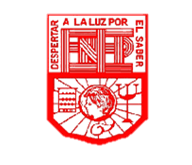 DESPERTAR A LA LUZ POR EL SABER
ENP